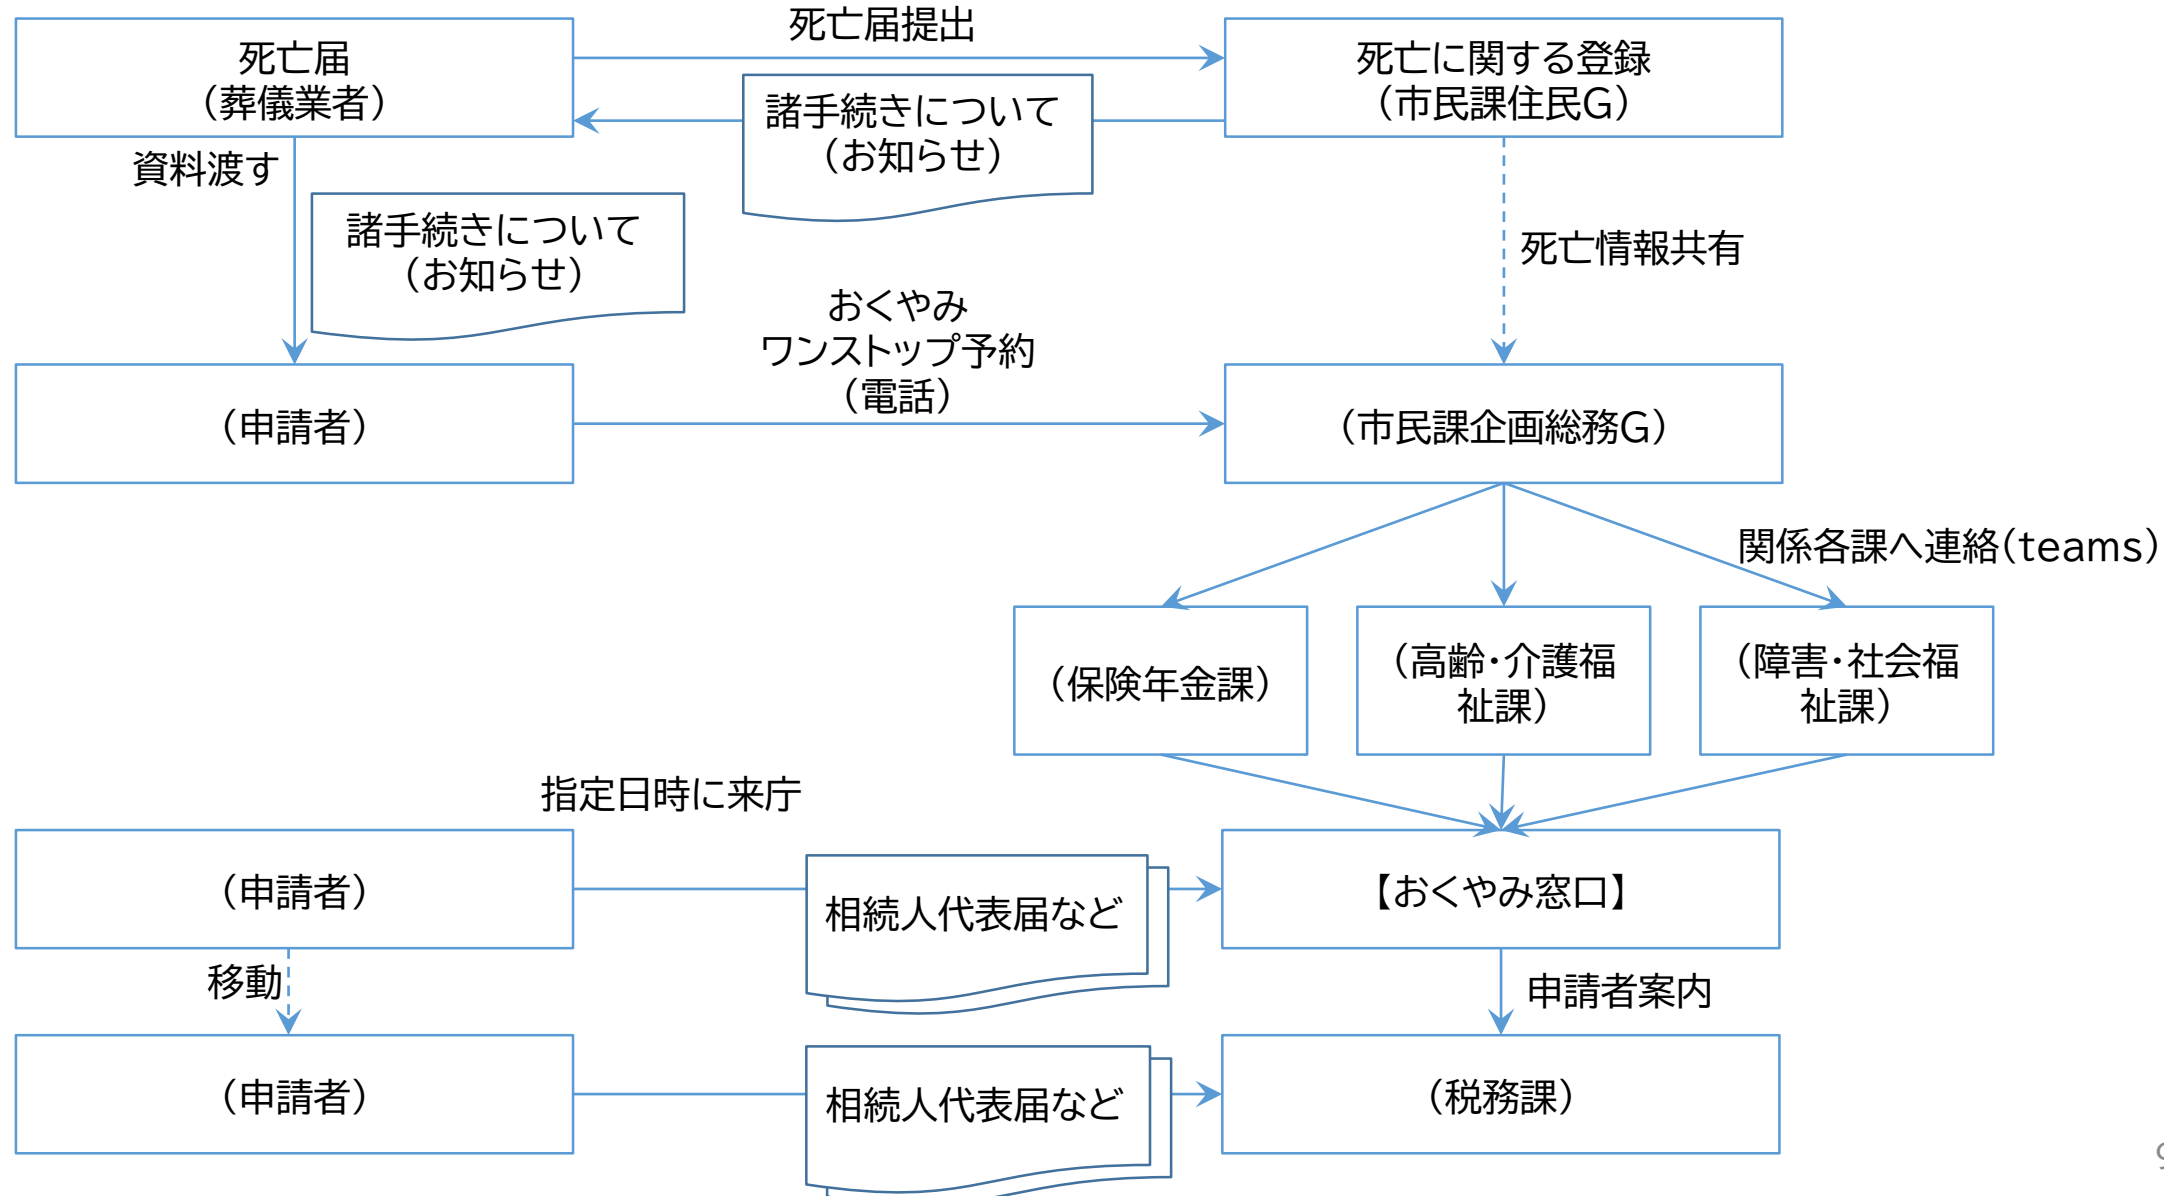 死亡届提出
死亡届
（葬儀業者）
死亡に関する登録
（市民課住民G）
諸手続きについて
（お知らせ）
資料渡す
諸手続きについて
（お知らせ）
死亡情報共有
おくやみ
ワンストップ予約
（電話）
（申請者）
（市民課企画総務G）
関係各課へ連絡(teams)
（保険年金課）
（高齢・介護福
祉課）
（障害・社会福
祉課）
指定日時に来庁
（申請者）
相続人代表届など
【おくやみ窓口】
移動
申請者案内
（申請者）
相続人代表届など
（税務課）